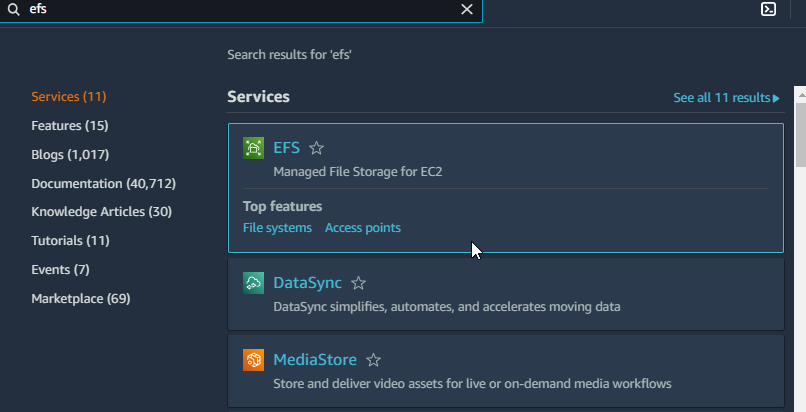 efs
Search results for 'efs'
Services (11)
Features (15)
Blogs (1,017)
Documentation (40,712)
Knowledge Articles (30)
Tutorials (11)
Events (7)
Marketplace (69)
Services
See all 11 results
EFS
Managed File Storage for EC2
Top features
File systems Access points
DataSync
DataSync simplifies, automates, and accelerates moving data
MediaStore
Store and deliver video assets for live or on-demand media workflows